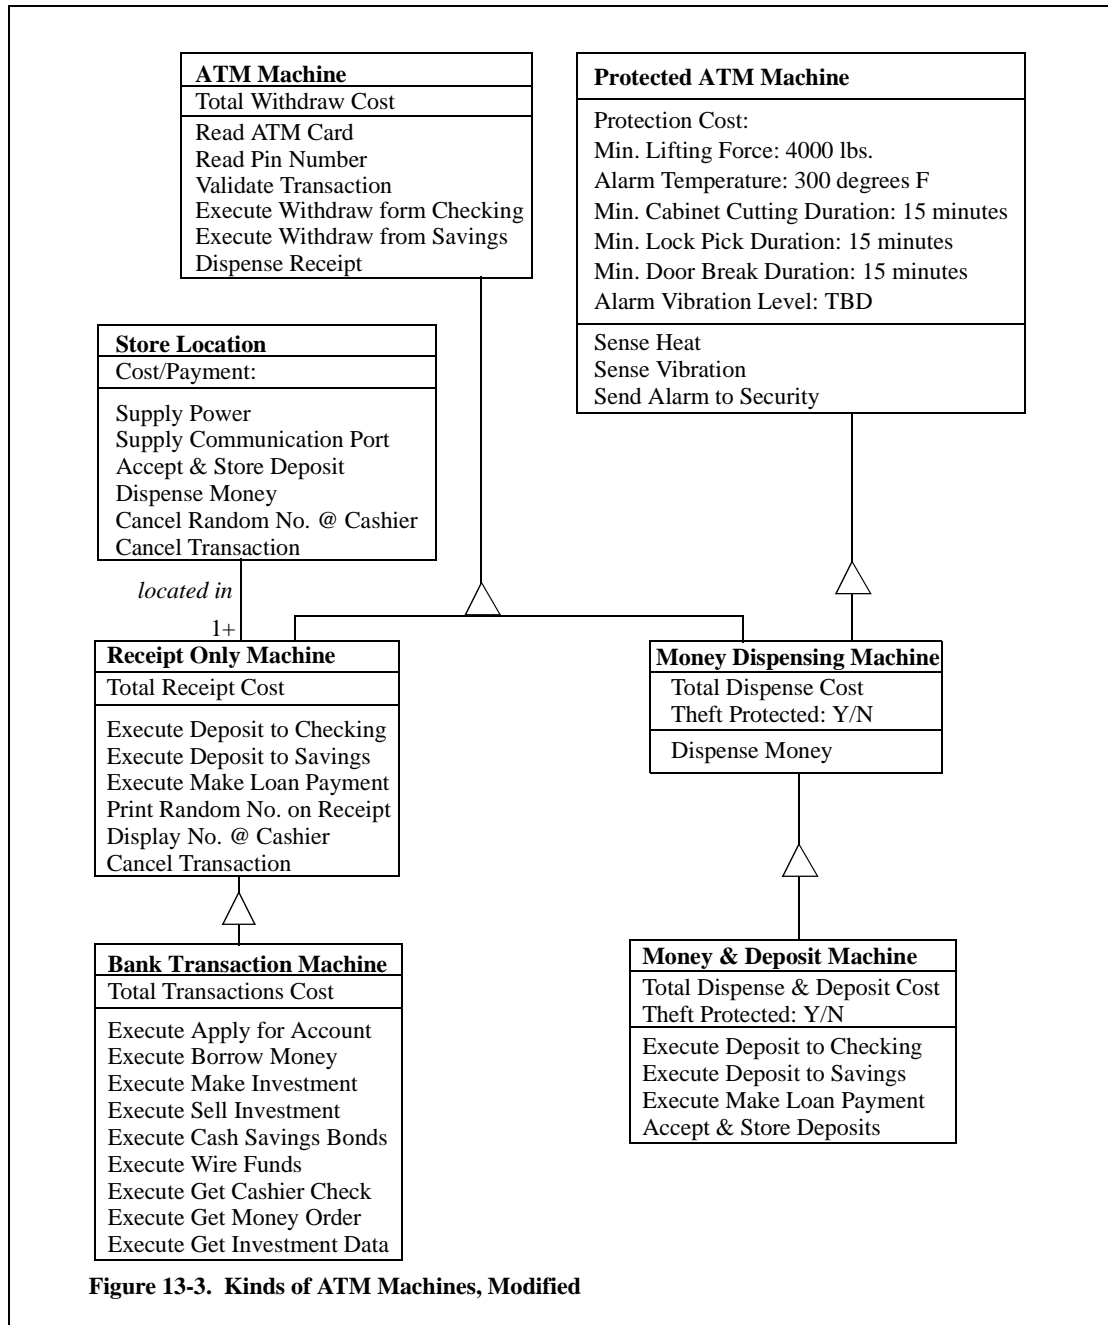 ATM Machine
Total Withdraw Cost
Read ATM Card
Read Pin Number
Validate Transaction
Execute Withdraw form Checking
Execute Withdraw from Savings
Dispense Receipt
Protected ATM Machine
Protection Cost:
Min. Lifting Force: 4000 lbs.
Alarm Temperature: 300 degrees F
Min. Cabinet Cutting Duration: 15 minutes
Min. Lock Pick Duration: 15 minutes
Min. Door Break Duration: 15 minutes
Alarm Vibration Level: TBD
Sense Heat
Sense Vibration
Send Alarm to Security
Store Location
Cost/Payment:
Supply Power
Supply Communication Port
Accept & Store Deposit
Dispense Money
Cancel Random No. @ Cashier
Cancel Transaction
located in
1+
Receipt Only Machine
Total Receipt Cost
Execute Deposit to Checking
Execute Deposit to Savings
Execute Make Loan Payment
Print Random No. on Receipt
Display No. @ Cashier
Cancel Transaction
Money Dispensing Machine
Total Dispense Cost
Theft Protected: Y/N
Dispense Money
Bank Transaction Machine
Total Transactions Cost
Execute Apply for Account
Execute Borrow Money
Execute Make Investment
Execute Sell Investment
Execute Cash Savings Bonds
Execute Wire Funds
Execute Get Cashier Check
Execute Get Money Order
Execute Get Investment Data
Money & Deposit Machine
Total Dispense & Deposit Cost
Theft Protected: Y/N
Execute Deposit to Checking
Execute Deposit to Savings
Execute Make Loan Payment
Accept & Store Deposits
Figure 13-3. Kinds of ATM Machines, Modified